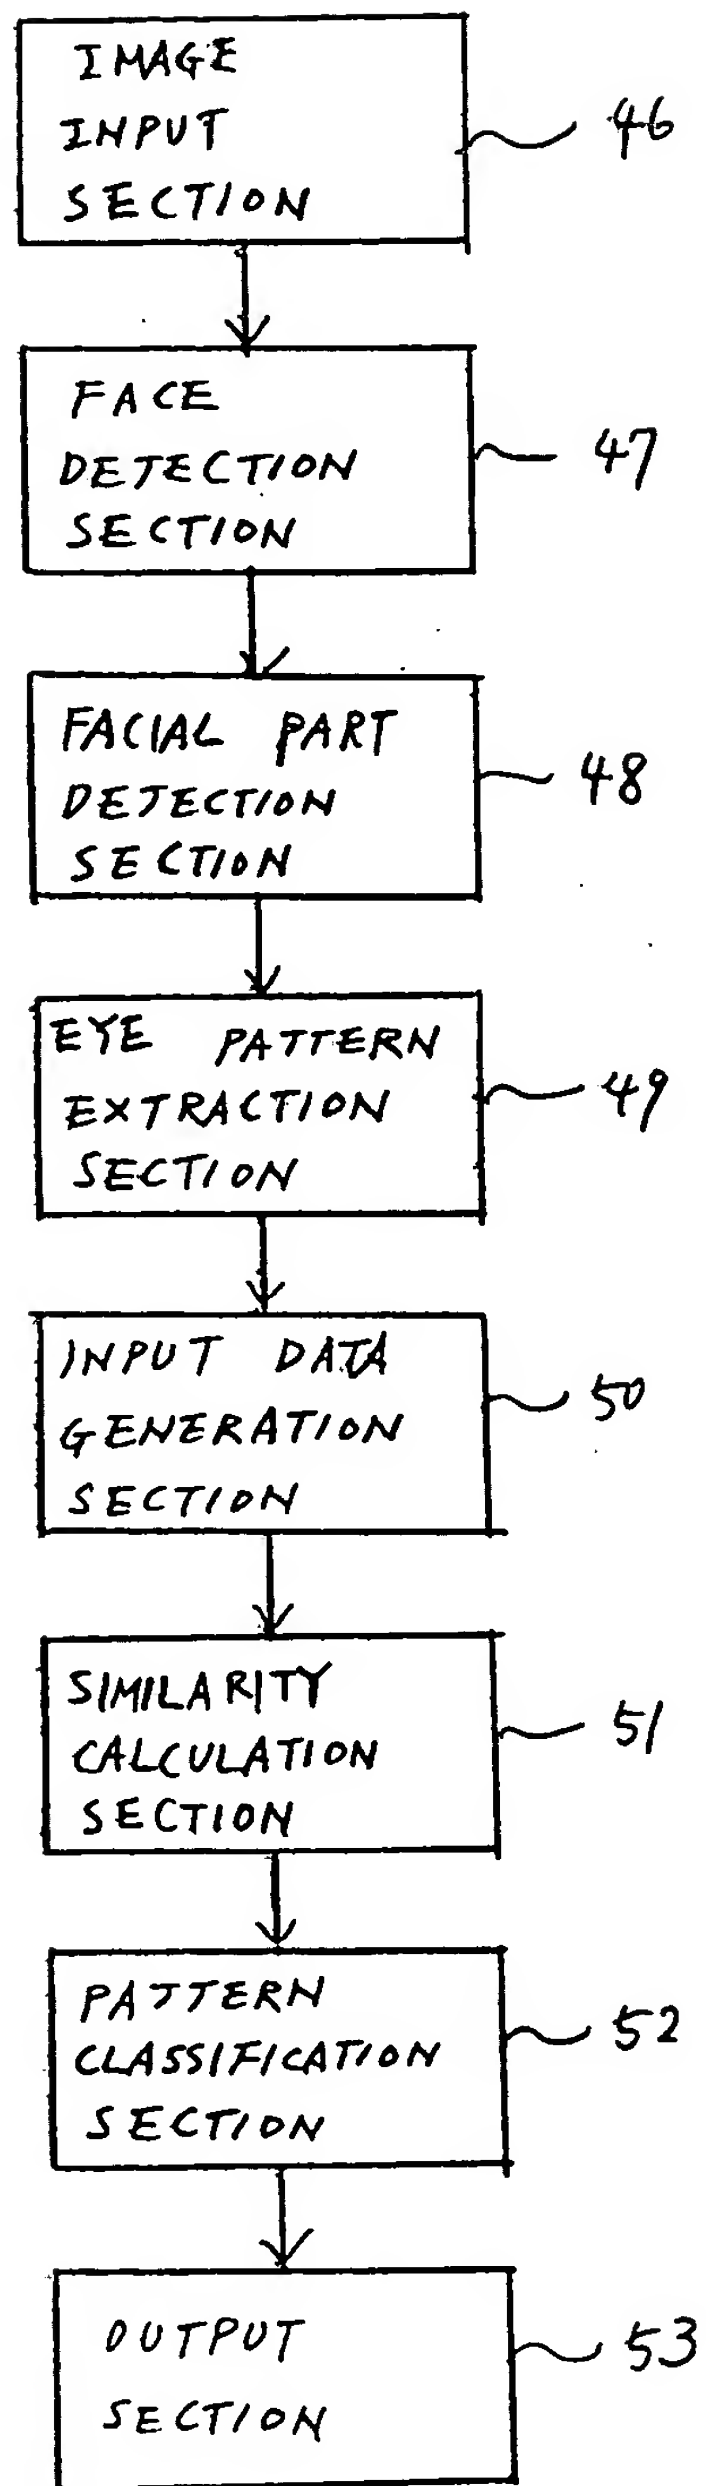 IMAGE
INPUT
SECTION
46
FACE
DETECTION
SECTION
47
FACIAL PART
DETECTION
SECTION
48
EYE PATTERN
EXTRACTION
SECTION
49
INPUT DATA
GENERATION
SECTION
50
SIMILARITY
CALCULATION
SECTION
51
PATTERN
CLASSIFICATION
SECTION
52
OUTPUT
SECTION
53